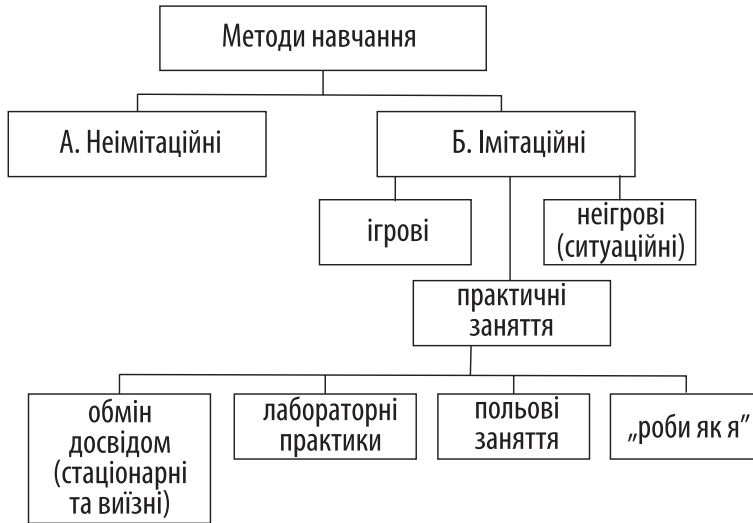 Методи навчання
А. Неімітаційні
Б. Імітаційні
ігрові
неігрові
(ситуаційні)
практичні
заняття
обмін
досвідом
(стаціонарні
та виїзні)
лабораторні
практики
польові
заняття
„роби як я”